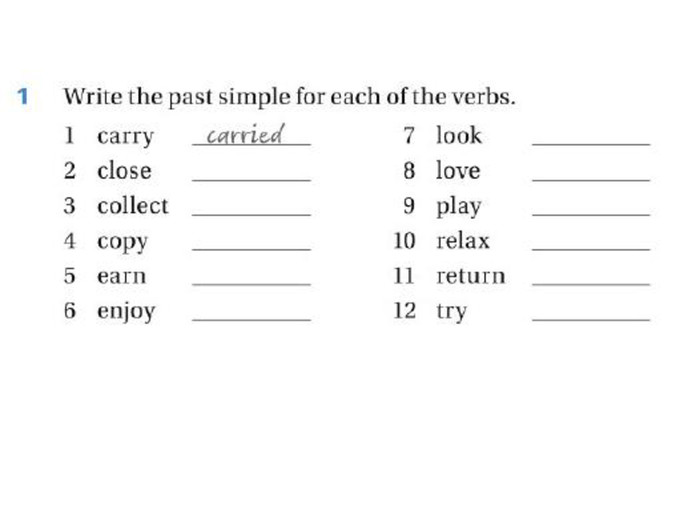 1 Write the past simple for each of the verbs.
1 carry carried
2 close
3 collect
4 copy
5 earn
6 enjoy
7 look
8 love
9 play
10 relax
11 return
12 try